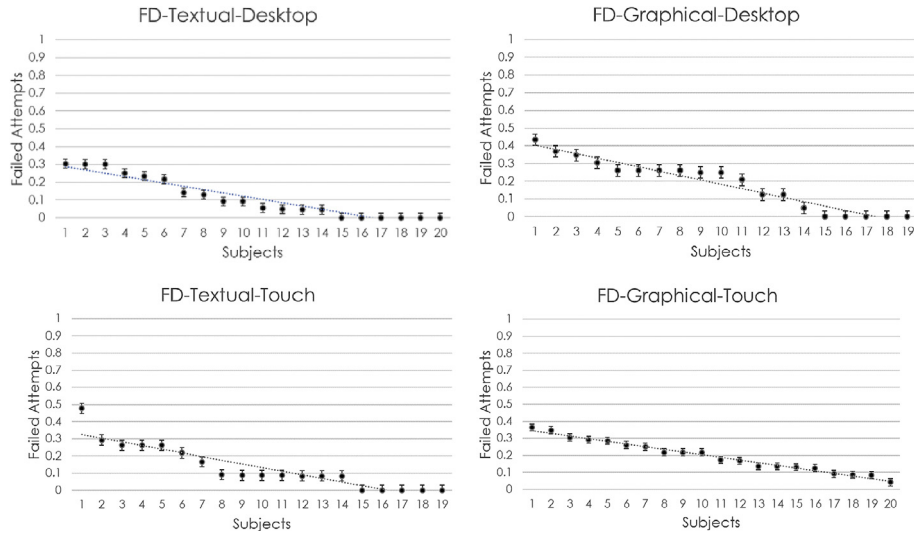 FD-Textual-Desktop
Failed Attempts
1
0.9
0.8
0.7
0.6
0.5
0.4
0.3
0.2
0.1
0
1 2 3 4 5 6 7 8 9 10 11 12 13 14 15 16 17 18 19 20
Subjects
FD-Graphical-Desktop
Failed Attempts
1
0.9
0.8
0.7
0.6
0.5
0.4
0.3
0.2
0.1
0
1 2 3 4 5 6 7 8 9 10 11 12 13 14 15 16 17 18 19
Subjects
FD-Textual-Touch
Failed Attempts
1
0.9
0.8
0.7
0.6
0.5
0.4
0.3
0.2
0.1
0
1 2 3 4 5 6 7 8 9 10 11 12 13 14 15 16 17 18 19
Subjects
FD-Graphical-Touch
Failed Attempts
1
0.9
0.8
0.7
0.6
0.5
0.4
0.3
0.2
0.1
0
1 2 3 4 5 6 7 8 9 10 11 12 13 14 15 16 17 18 19 20
Subjects